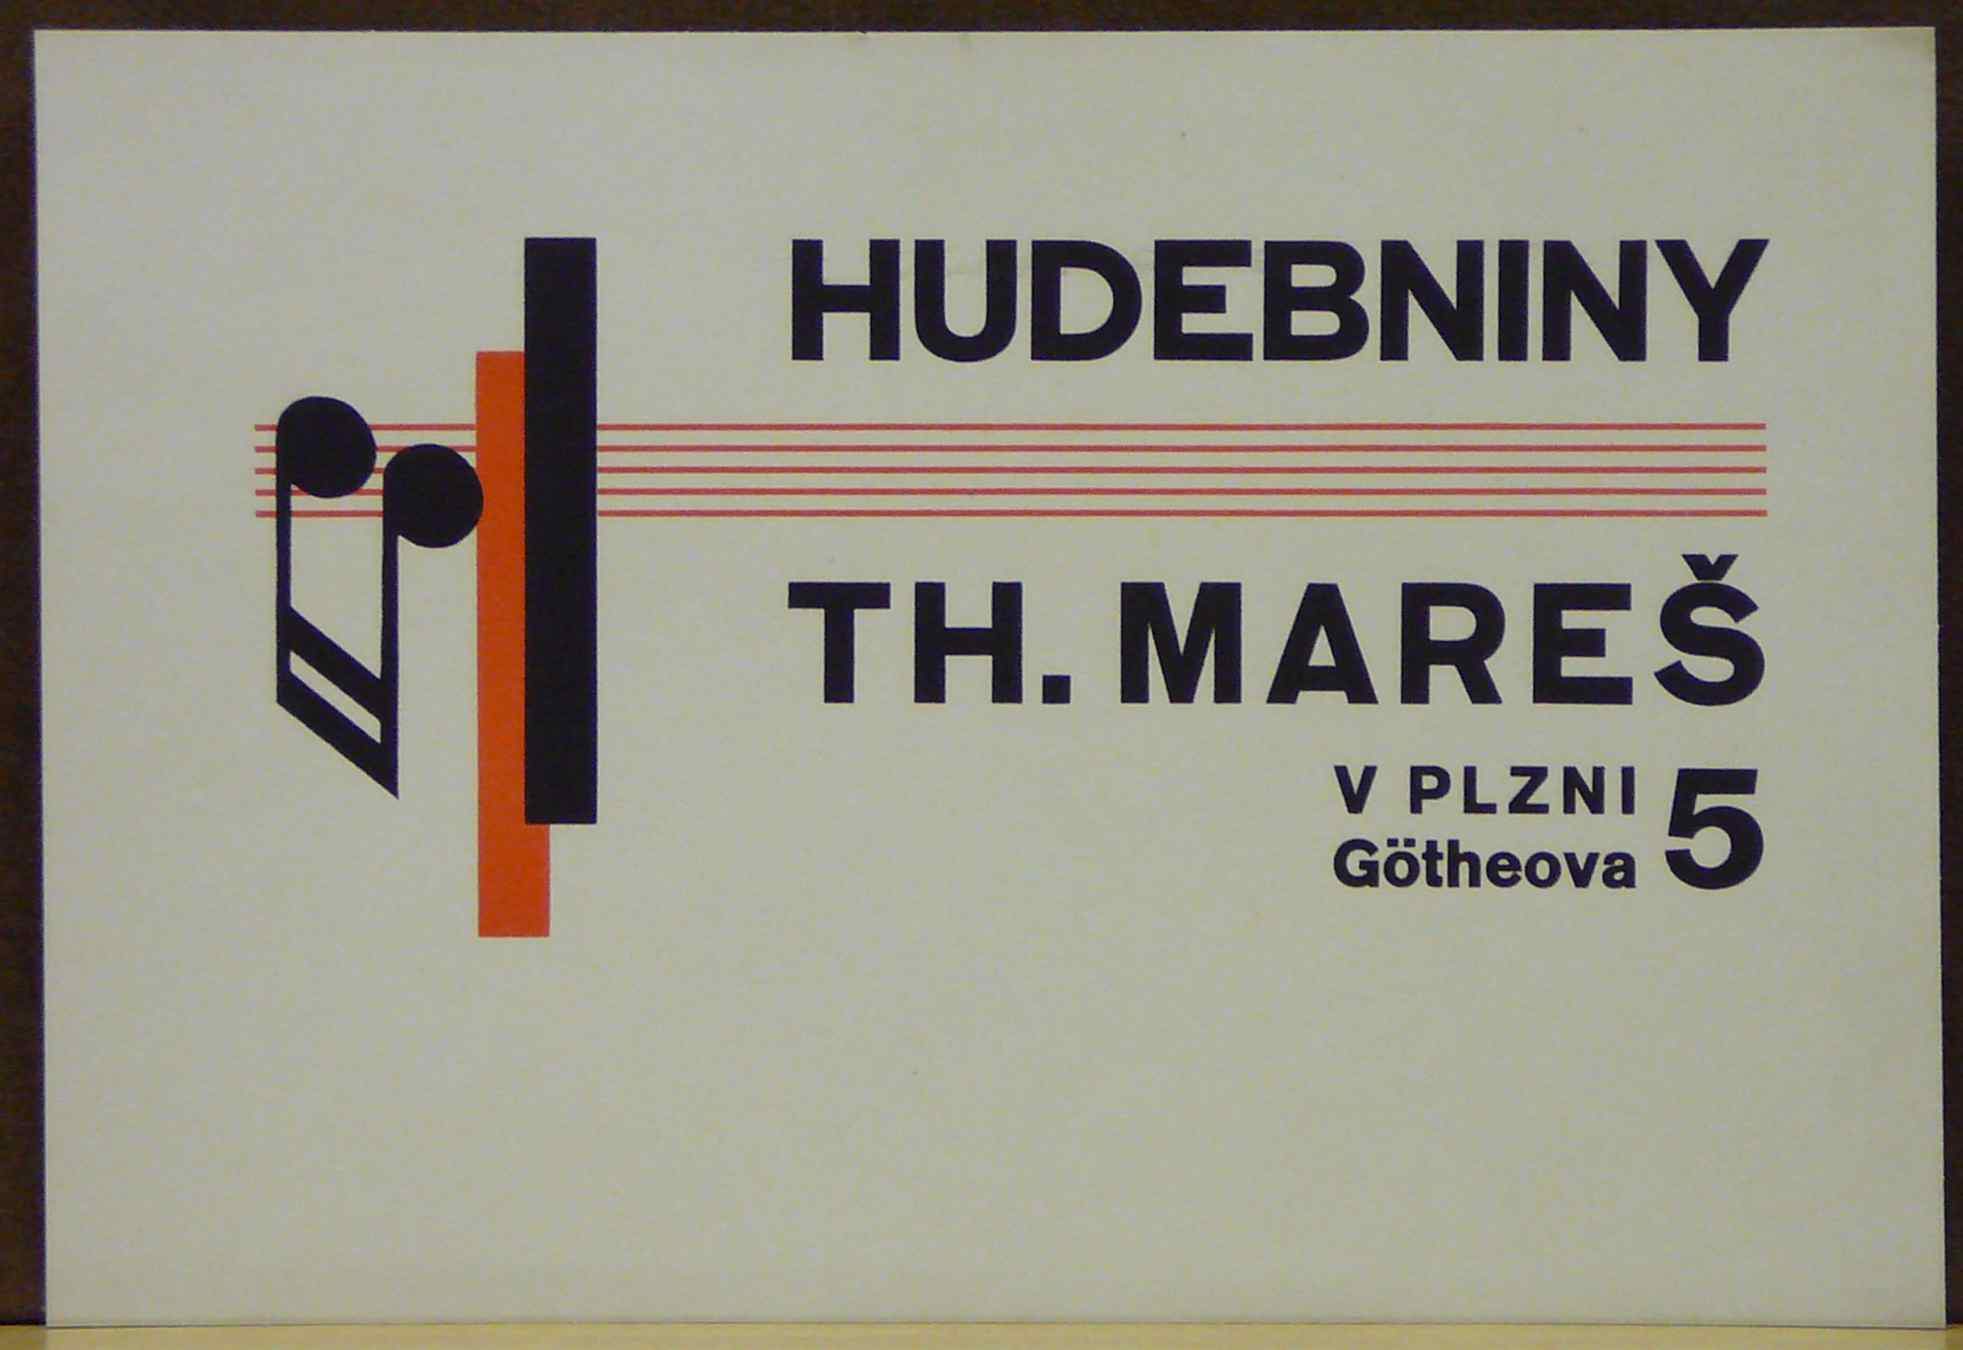 HUDEBNINY
TH. MAREŠ
V PLZNI 5
Götheova